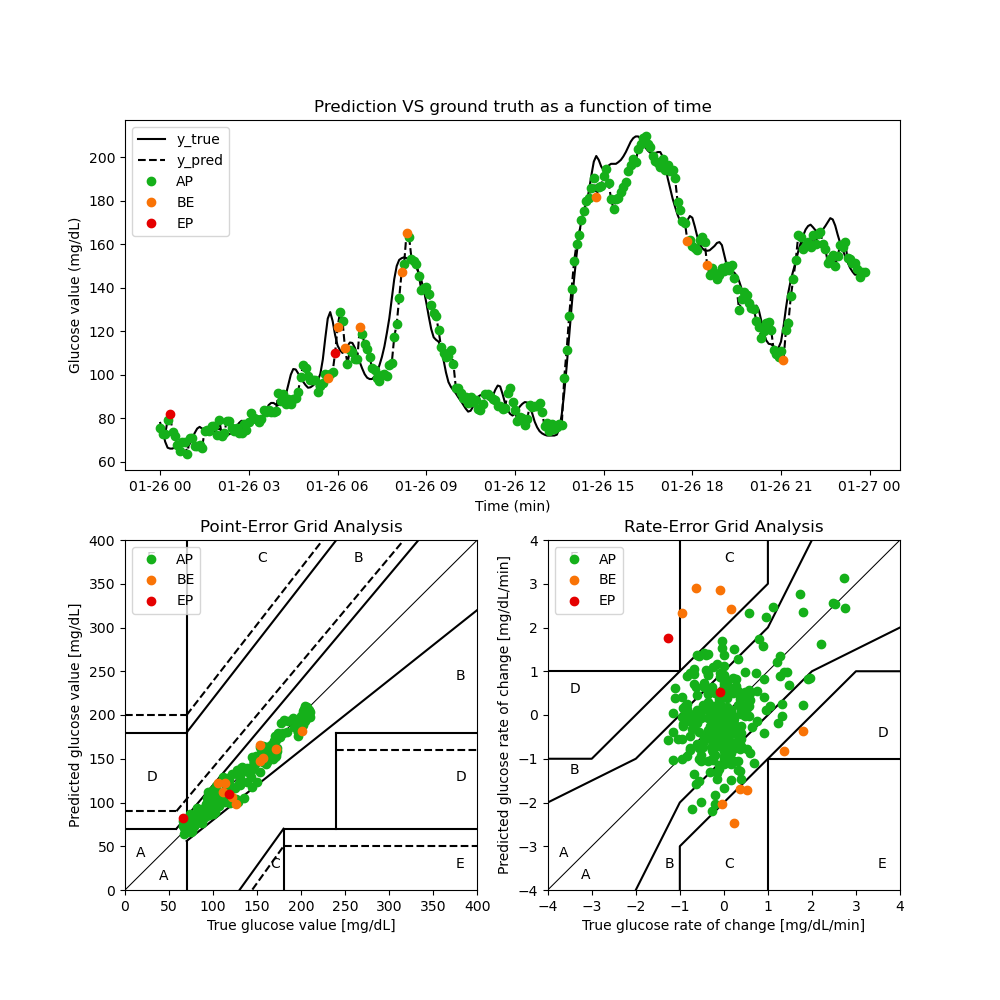 Prediction VS ground truth as a function of time
Glucose value (mg/dL)
200
180
160
140
120
100
80
60
y_true
y_pred
AP
BE
EP
01-26 00 01-26 03 01-26 06 01-26 09 01-26 12 01-26 15 01-26 18 01-26 21 01-27 00
Time (min)
Point-Error Grid Analysis
Predicted glucose value [mg/dL]
400
350
300
250
200
150
100
50
0
AP
BE
EP
C
B
B
D
D
A
A
C
E
0 50 100 150 200 250 300 350 400
True glucose value [mg/dL]
Rate-Error Grid Analysis
Predicted glucose rate of change [mg/dL/min]
4
3
2
1
0
−1
−2
−3
−4
AP
BE
EP
C
D
D
B
A
A
B
C
E
−4 −3 −2 −1 0 1 2 3 4
True glucose rate of change [mg/dL/min]